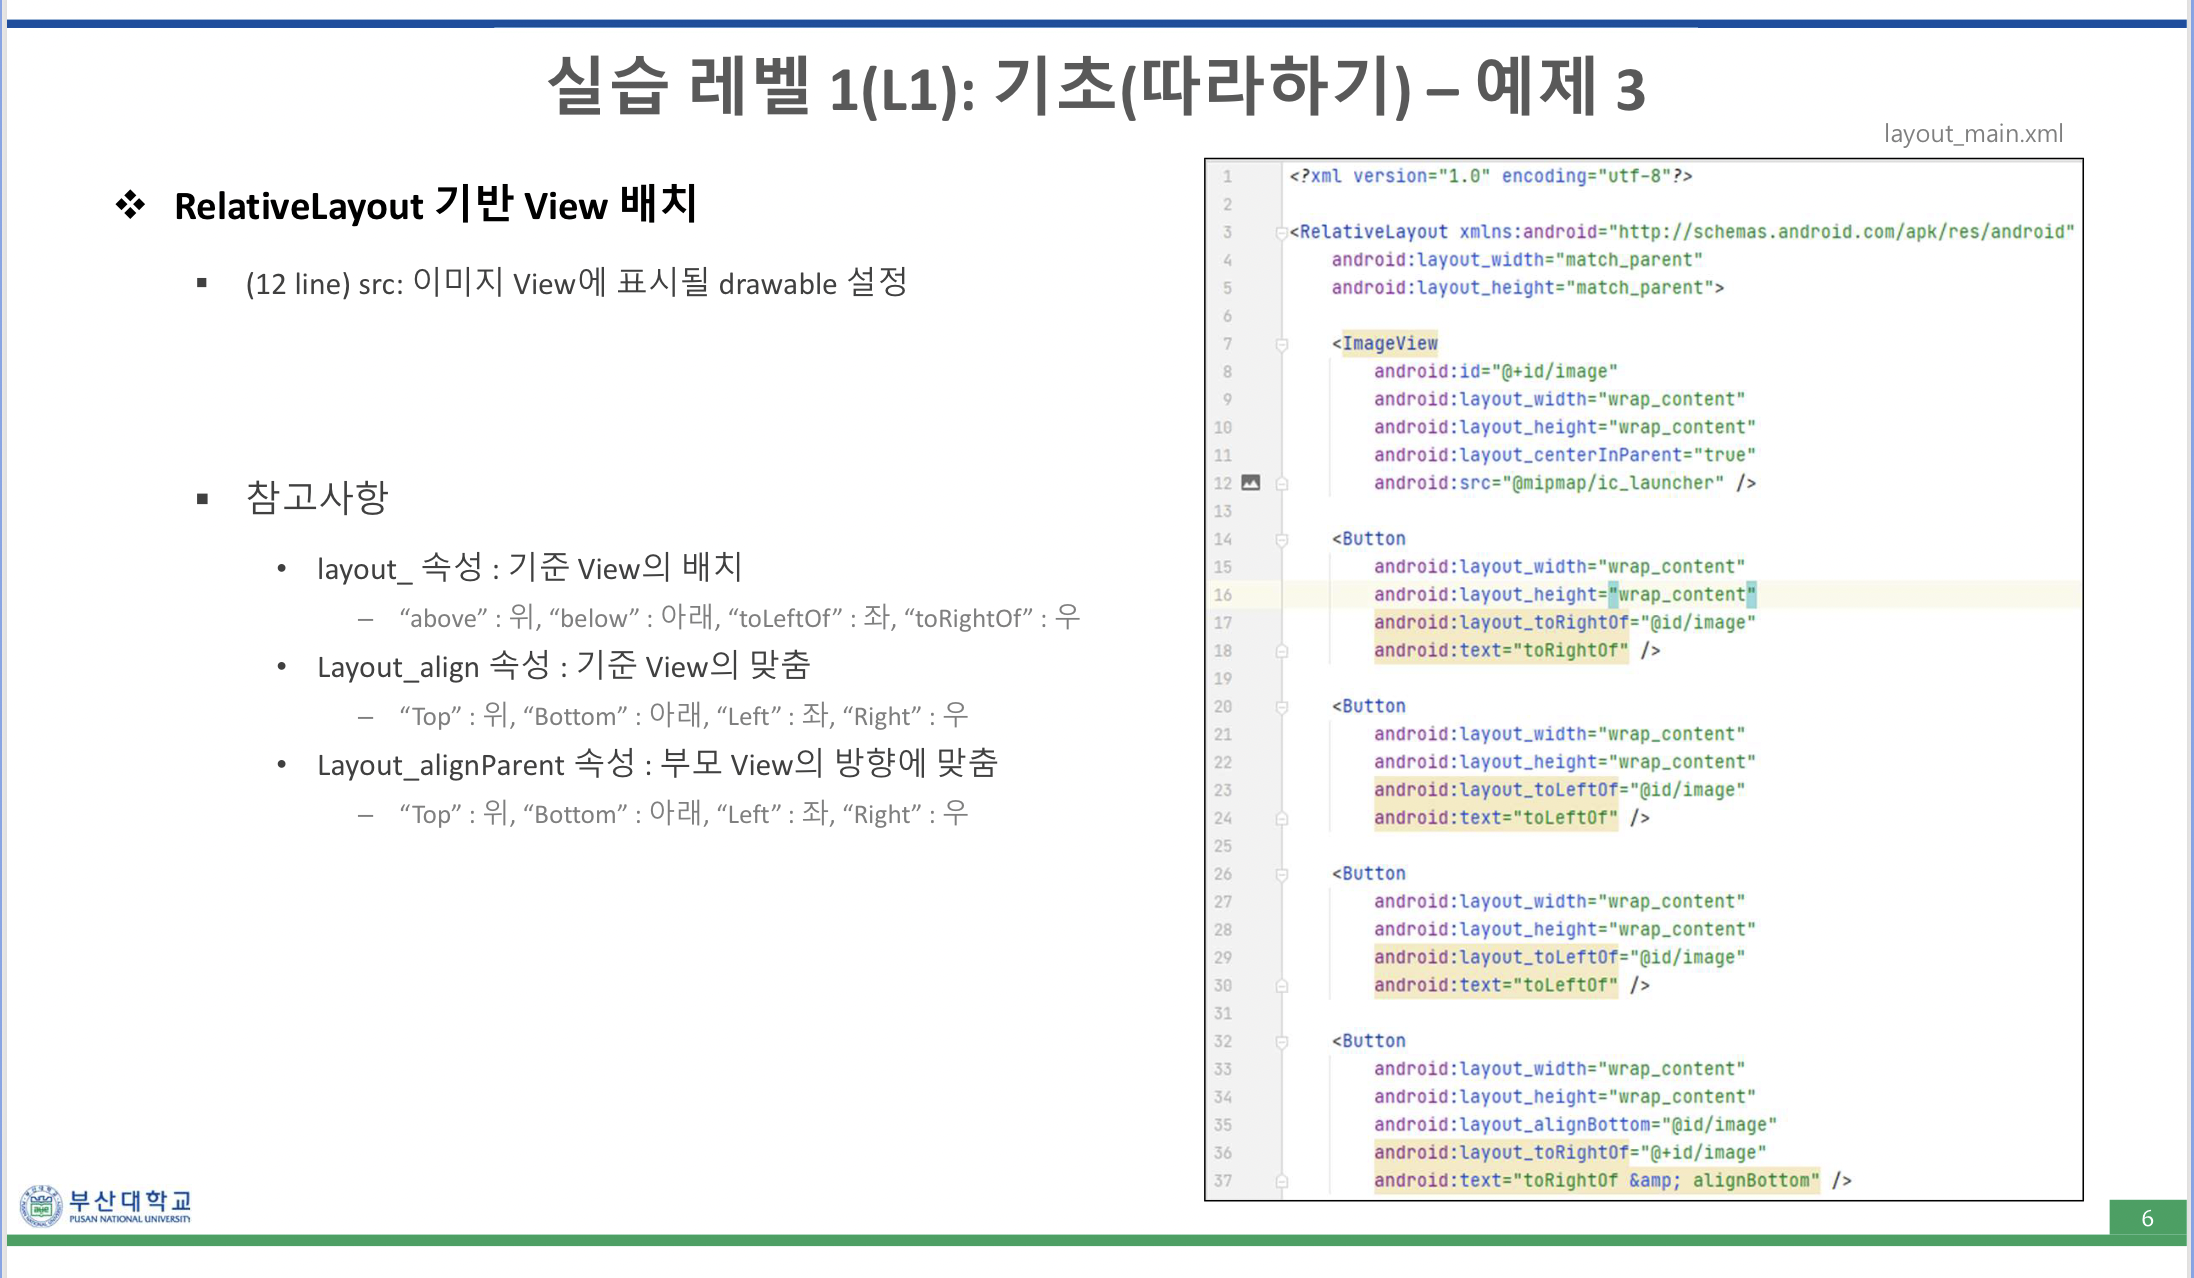 실습 레벨 1(L1): 기초(따라하기) – 예제 3
layout_main.xml
❖ RelativeLayout 기반 View 배치
▪ (12 line) src: 이미지 View에 표시될 drawable 설정
▪ 참고사항
• layout_ 속성 : 기준 View의 배치
– “above” : 위, “below” : 아래, “toLeftOf” : 좌, “toRightOf” : 우
• Layout_align 속성 : 기준 View의 맞춤
– “Top” : 위, “Bottom” : 아래, “Left” : 좌, “Right” : 우
• Layout_alignParent 속성 : 부모 View의 방향에 맞춤
– “Top” : 위, “Bottom” : 아래, “Left” : 좌, “Right” : 우
1 <?xml version="1.0" encoding="utf-8"?>
2
3 <RelativeLayout xmlns:android="http://schemas.android.com/apk/res/android"
4 android:layout_width="match_parent"
5 android:layout_height="match_parent">
6
7 <ImageView
8 android:id="@+id/image"
9 android:layout_width="wrap_content"
10 android:layout_height="wrap_content"
11 android:layout_centerInParent="true"
12 android:src="@mipmap/ic_launcher" />
13
14 <Button
15 android:layout_width="wrap_content"
16 android:layout_height="wrap_content"
17 android:layout_toRightOf="@id/image"
18 android:text="toRightOf" />
19
20 <Button
21 android:layout_width="wrap_content"
22 android:layout_height="wrap_content"
23 android:layout_toLeftOf="@id/image"
24 android:text="toLeftOf" />
25
26 <Button
27 android:layout_width="wrap_content"
28 android:layout_height="wrap_content"
29 android:layout_toLeftOf="@id/image"
30 android:text="toLeftOf" />
31
32 <Button
33 android:layout_width="wrap_content"
34 android:layout_height="wrap_content"
35 android:layout_alignBottom="@id/image"
36 android:layout_toRightOf="@+id/image"
37 android:text="toRightOf &amp; alignBottom" />
부산대학교
PUSAN NATIONAL UNIVERSITY
6